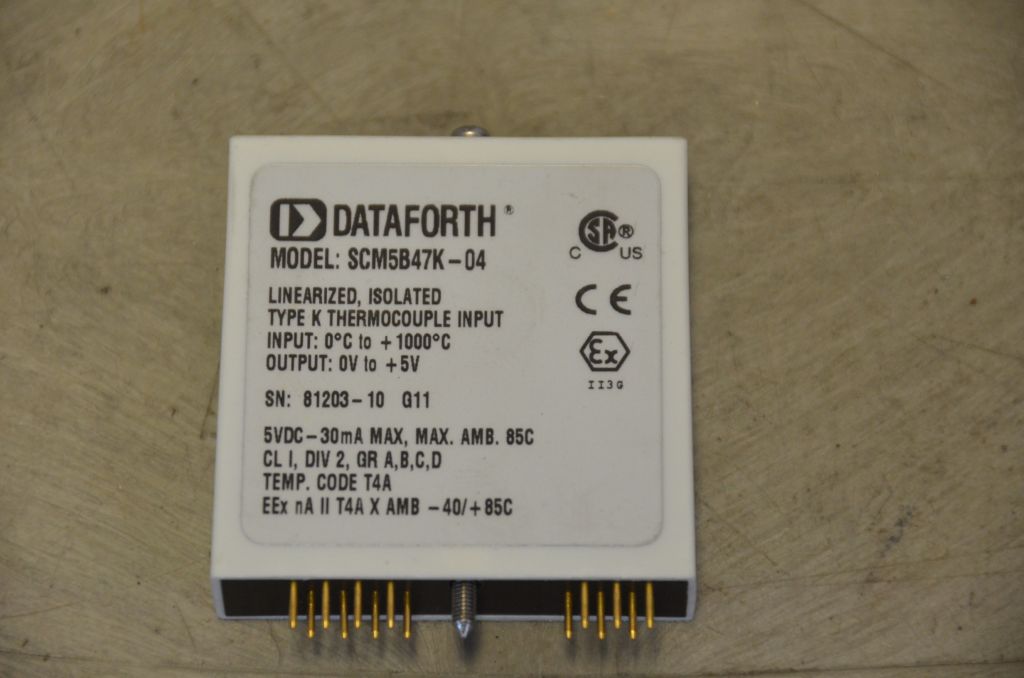 DATAFORTH®
MODEL: SCM5B47K-04
LINEARIZED, ISOLATED
TYPE K THERMOCOUPLE INPUT
INPUT: 0°C to +1000°C
OUTPUT: 0V to +5V
SN: 81203-10 G11
5VDC-30mA MAX, MAX. AMB. 85C
CL I, DIV 2, GR A,B,C,D
TEMP. CODE T4A
EEx nA II T4A X AMB -40/+85C
SA®
C US
CE
Ex
II3G